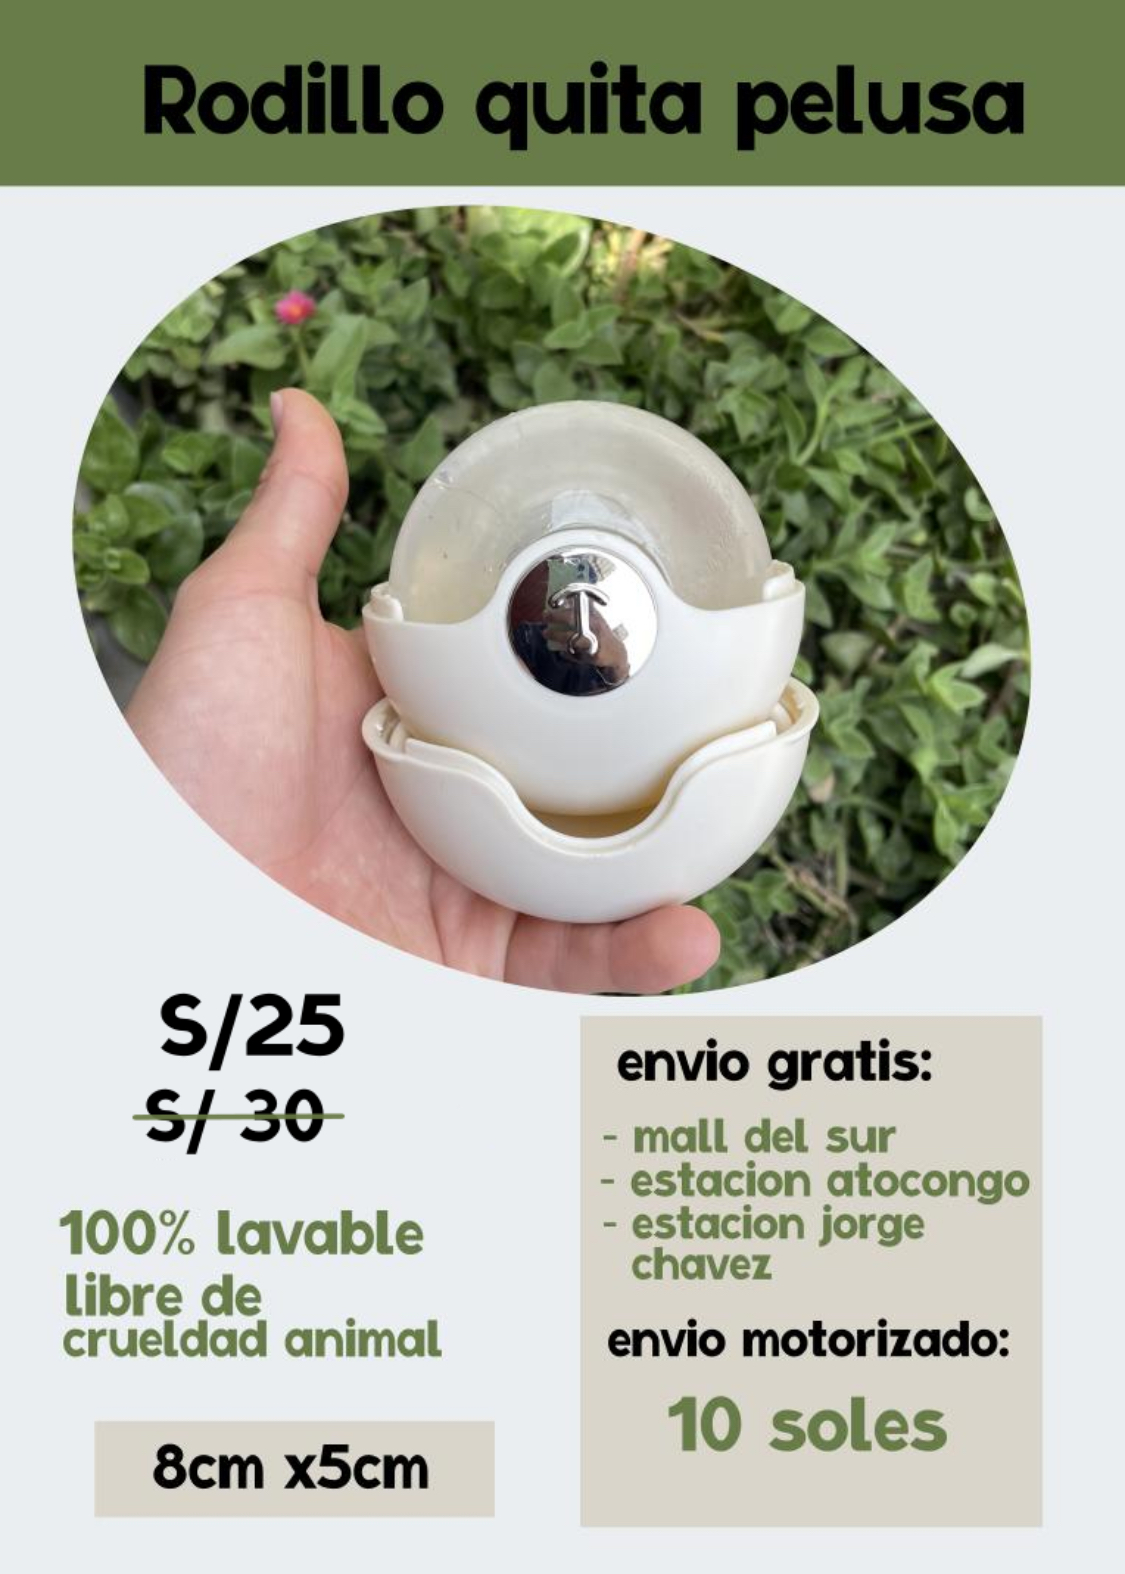 Rodillo quita pelusa
S/25
S/ 30
100% lavable
libre de
crueldad animal
8cm x5cm
envio gratis:
- mall del sur
- estacion atocongo
- estacion jorge
chavez
envio motorizado:
10 soles